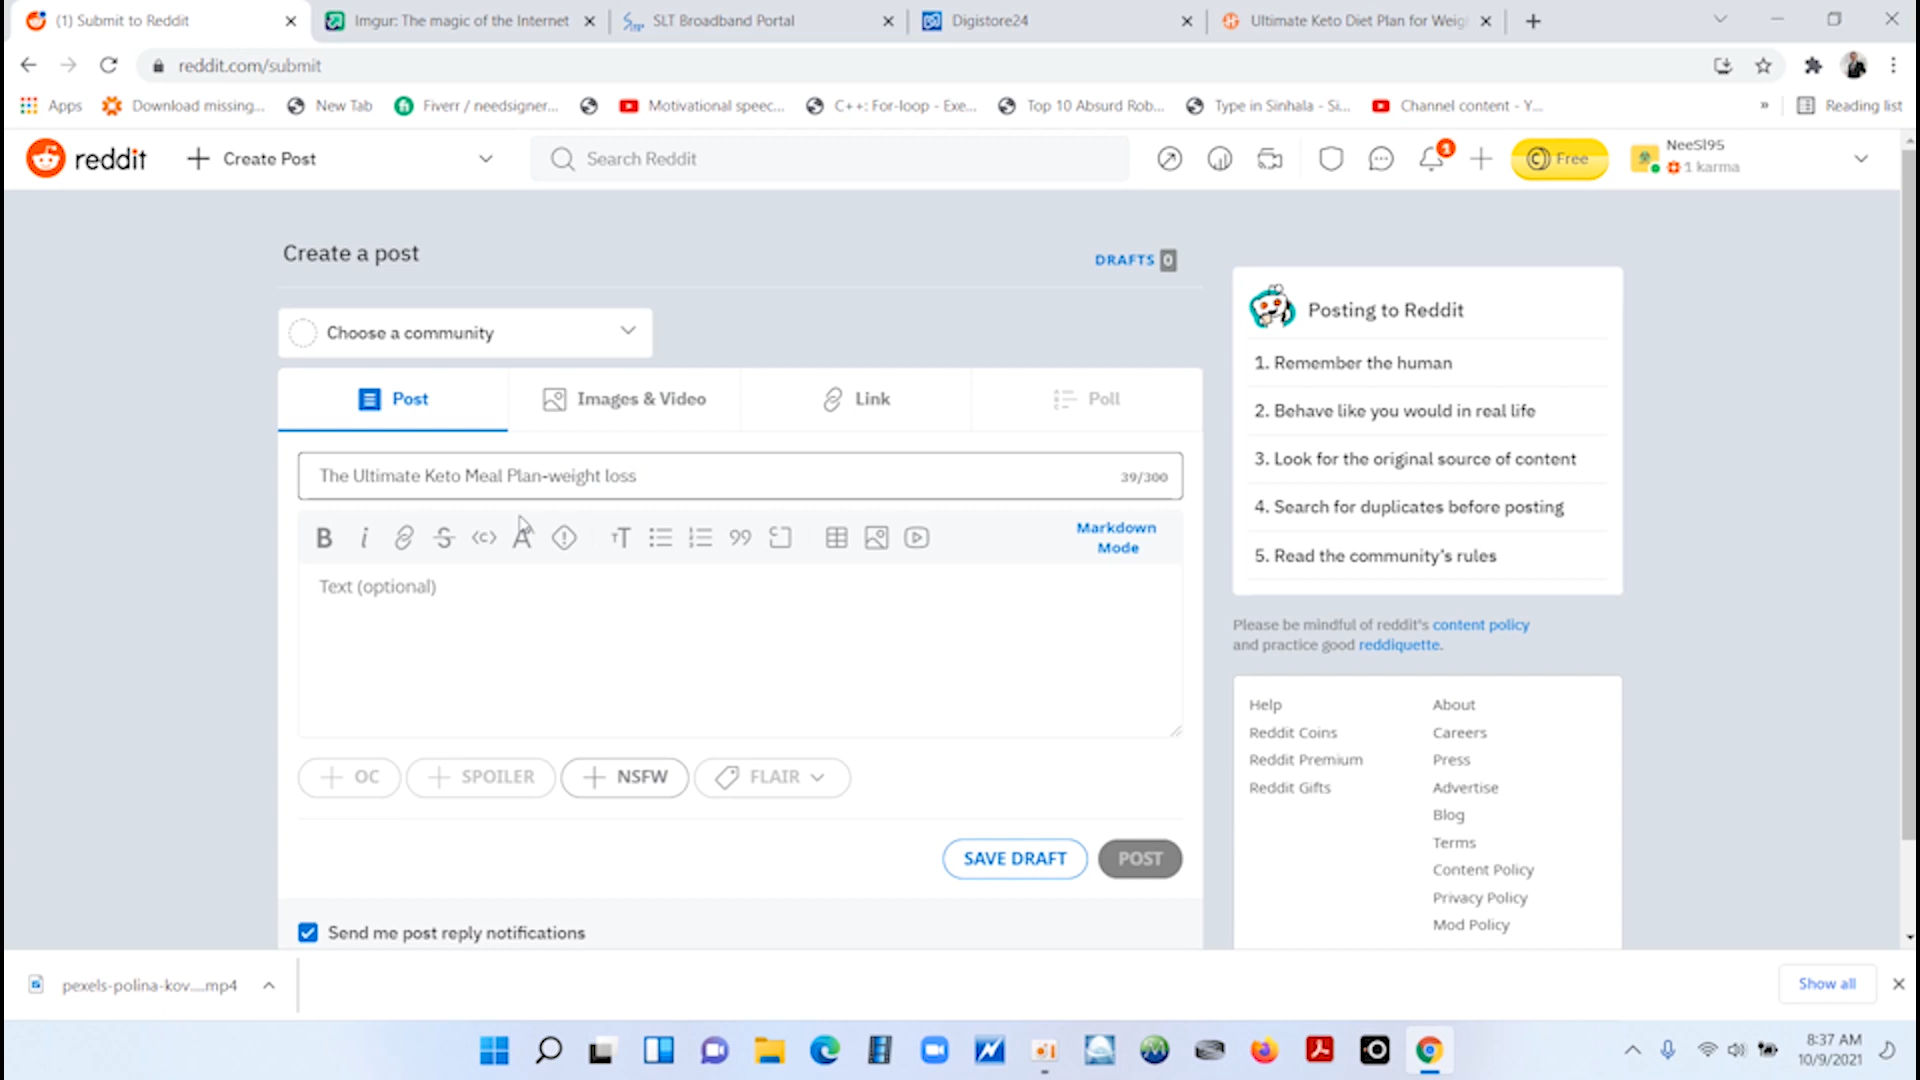 (1) Submit to Reddit
Imgur: The magic of the Internet
SLT Broadband Portal
Digistore24
Ultimate Keto Diet Plan for Weig
reddit.com/submit
Apps
Download missing...
New Tab
Fiverr / needsigner...
Motivational speec...
C++: For-loop - Exe...
Top 10 Absurd Rob...
Type in Sinhala - Si...
Channel content - Y...
»
Reading list
reddit
Create Post
Search Reddit
1
Free
NeeSl95
1 karma
Create a post
DRAFTS 0
Choose a community
Post
Images & Video
Link
Poll
The Ultimate Keto Meal Plan-weight loss
39/300
Markdown
Mode
Text (optional)
OC
SPOILER
NSFW
FLAIR
SAVE DRAFT
POST
Send me post reply notifications
Posting to Reddit
1. Remember the human
2. Behave like you would in real life
3. Look for the original source of content
4. Search for duplicates before posting
5. Read the community's rules
Please be mindful of reddit's content policy
and practice good reddiquette.
Help
Reddit Coins
Reddit Premium
Reddit Gifts
About
Careers
Press
Advertise
Blog
Terms
Content Policy
Privacy Policy
Mod Policy
pexels-polina-kov....mp4
Show all
8:37 AM
10/9/2021